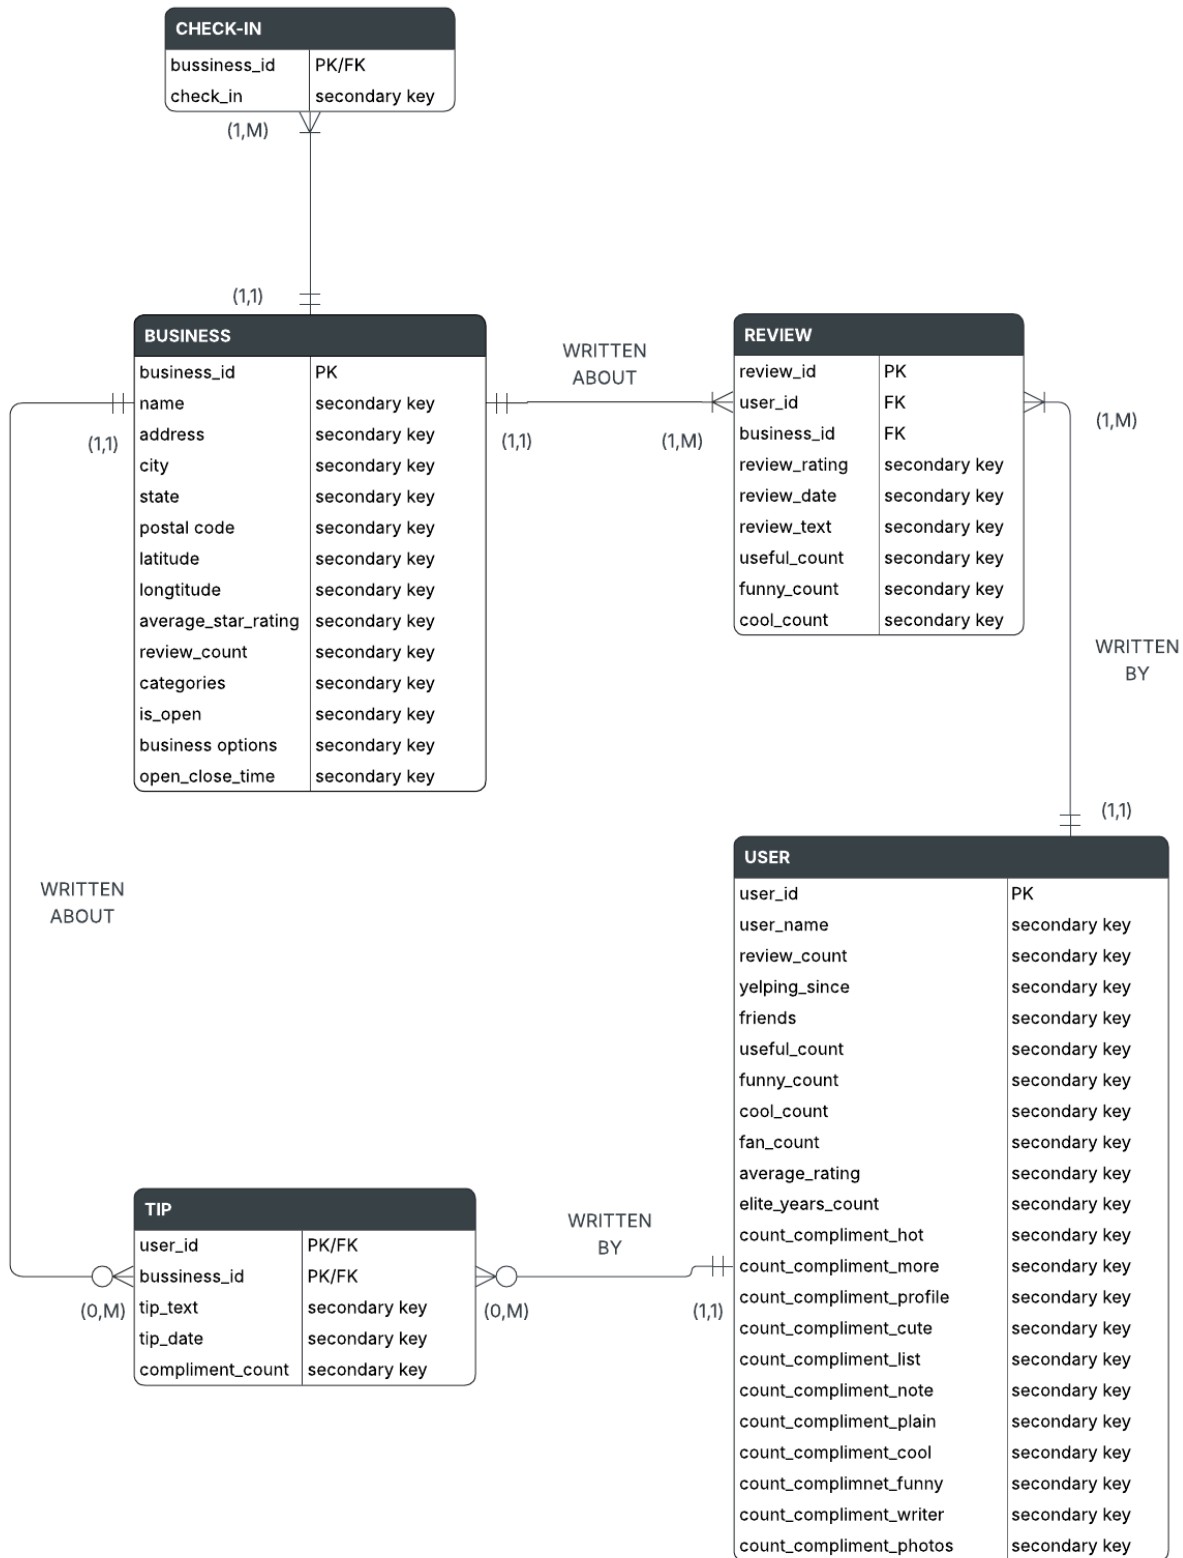 CHECK-IN
bussiness_id PK/FK
check_in secondary key
(1,M)
(1,1)
BUSINESS
business_id PK
name secondary key
address secondary key
city secondary key
state secondary key
postal code secondary key
latitude secondary key
longtitude secondary key
average_star_rating secondary key
review_count secondary key
categories secondary key
is_open secondary key
business options secondary key
open_close_time secondary key
(1,1)
(1,1)
WRITTEN
ABOUT
(1,M)
REVIEW
review_id PK
user_id FK
business_id FK
review_rating secondary key
review_date secondary key
review_text secondary key
useful_count secondary key
funny_count secondary key
cool_count secondary key
(1,M)
WRITTEN
BY
(1,1)
USER
user_id PK
user_name secondary key
review_count secondary key
yelping_since secondary key
friends secondary key
useful_count secondary key
funny_count secondary key
cool_count secondary key
fan_count secondary key
average_rating secondary key
elite_years_count secondary key
count_compliment_hot secondary key
count_compliment_more secondary key
count_compliment_profile secondary key
count_compliment_cute secondary key
count_compliment_list secondary key
count_compliment_note secondary key
count_compliment_plain secondary key
count_compliment_cool secondary key
count_complimnet_funny secondary key
count_compliment_writer secondary key
count_compliment_photos secondary key
WRITTEN
ABOUT
TIP
user_id PK/FK
bussiness_id PK/FK
tip_text secondary key
tip_date secondary key
compliment_count secondary key
(0,M)
(0,M)
WRITTEN
BY
(1,1)